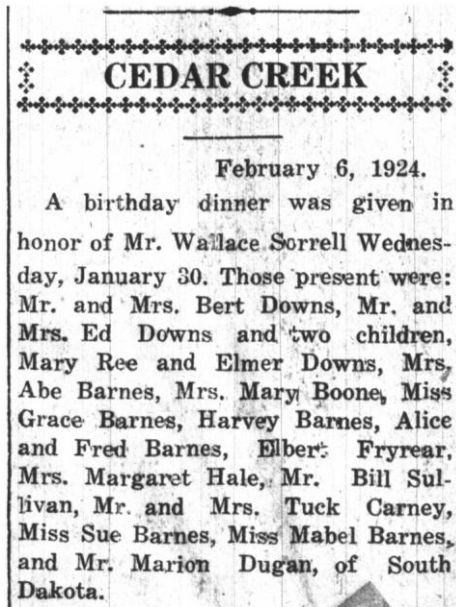 CEDAR CREEK
February 6, 1924.
A birthday dinner was given in
honor of Mr. Wallace Sorrell Wednes-
day, January 30. Those present were:
Mr. and Mrs. Bert Downs, Mr. and
Mrs. Ed Downs and two children,
Mary Ree and Elmer Downs, Mrs.
Abe Barnes, Mrs. Mary Boone, Miss
Grace Barnes, Harvey Barnes, Alice
and Fred Barnes, Elbert Fryrear,
Mrs. Margaret Hale, Mr. Bill Sul-
livan, Mr. and Mrs. Tuck Carney,
Miss Sue Barnes, Miss Mabel Barnes,
and Mr. Marion Dugan, of South
Dakota.